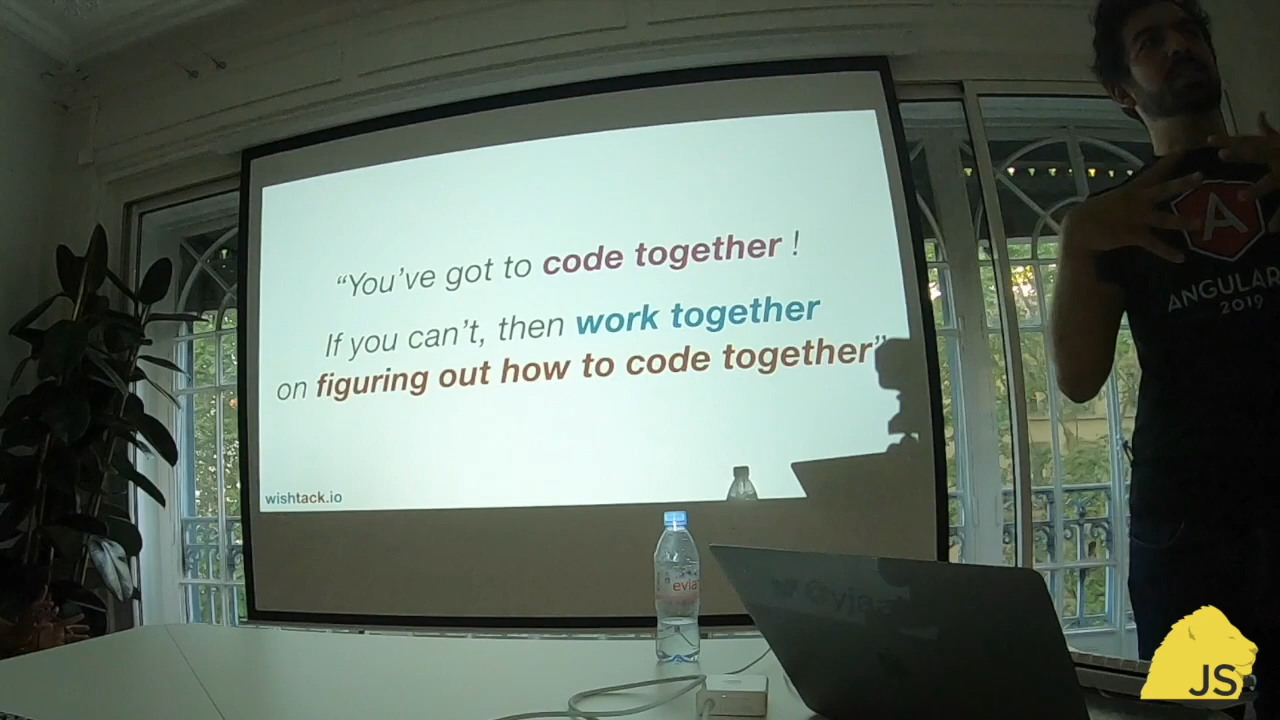 “You’ve got to code together !
If you can’t, then work together
on figuring out how to code together”
wishtack.io
A
ANGULAR
2019
evian
JS